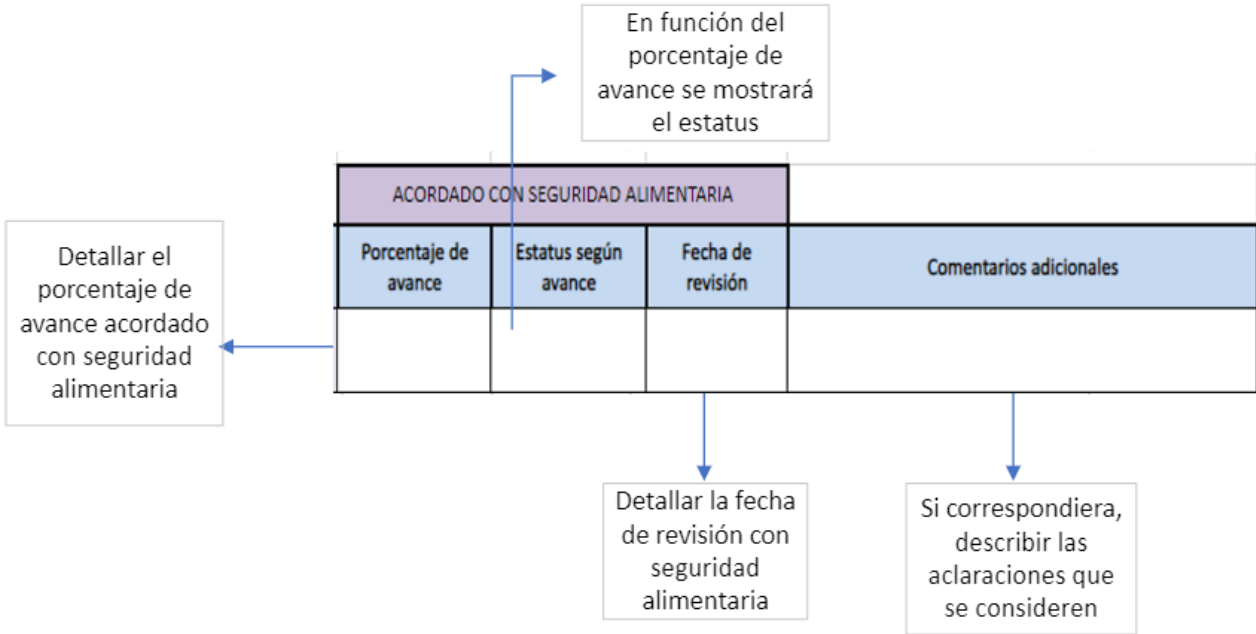 En función del
porcentaje de
avance se mostrará
el estatus
ACORDADO CON SEGURIDAD ALIMENTARIA
Porcentaje de
avance
Estatus según
avance
Fecha de
revisión
Comentarios adicionales
Detallar el
porcentaje de
avance acordado
con seguridad
alimentaria
Detallar la fecha
de revisión con
seguridad
alimentaria
Si correspondiera,
describir las
aclaraciones que
se consideren